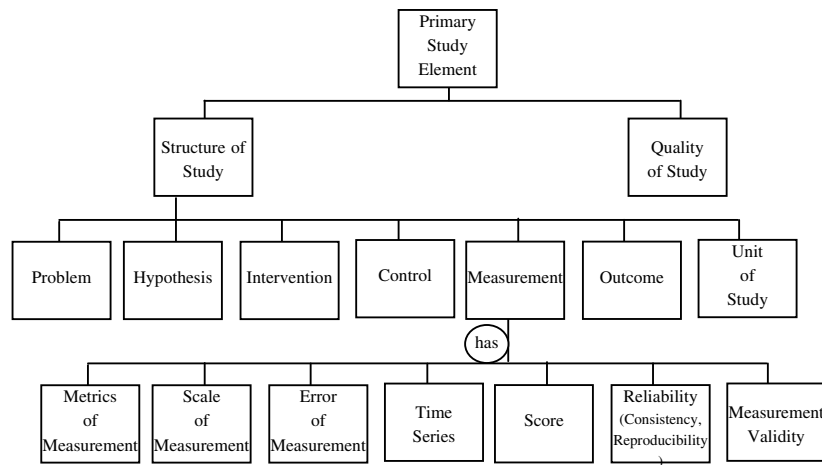 Primary
Study
Element
Structure of
Study
Quality
of Study
Problem
Hypothesis
Intervention
Control
Measurement
Outcome
Unit
of
Study
has
Metrics
of
Measurement
Scale
of
Measurement
Error
of
Measurement
Time
Series
Score
Reliability
(Consistency,
Reproducibility
)
Measurement
Validity